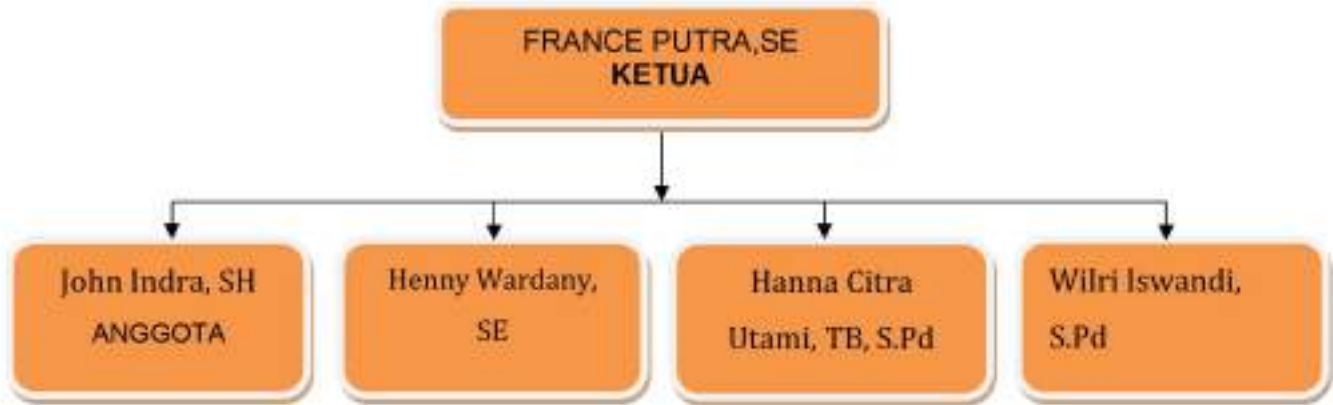 FRANCE PUTRA,SE
KETUA
John Indra, SH
ANGGOTA
Henny Wardany,
SE
Hanna Citra
Utami, TB, S.Pd
Wilri Iswandi,
S.Pd